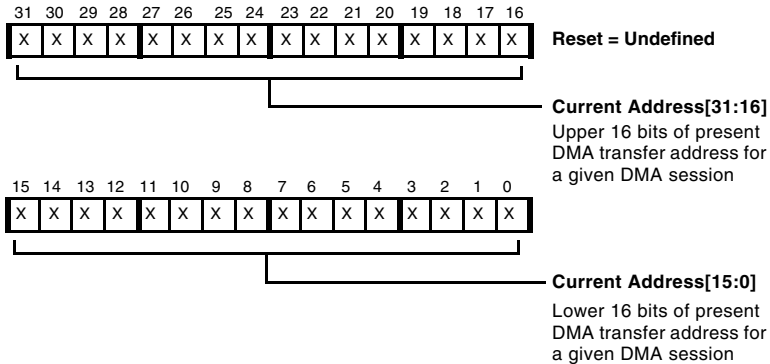 31 30 29 28 27 26 25 24 23 22 21 20 19 18 17 16
X X X X X X X X X X X X X X X X
Reset = Undefined
Current Address[31:16]
Upper 16 bits of present
DMA transfer address for
a given DMA session
15 14 13 12 11 10 9 8 7 6 5 4 3 2 1 0
X X X X X X X X X X X X X X X X
Current Address[15:0]
Lower 16 bits of present
DMA transfer address for
a given DMA session